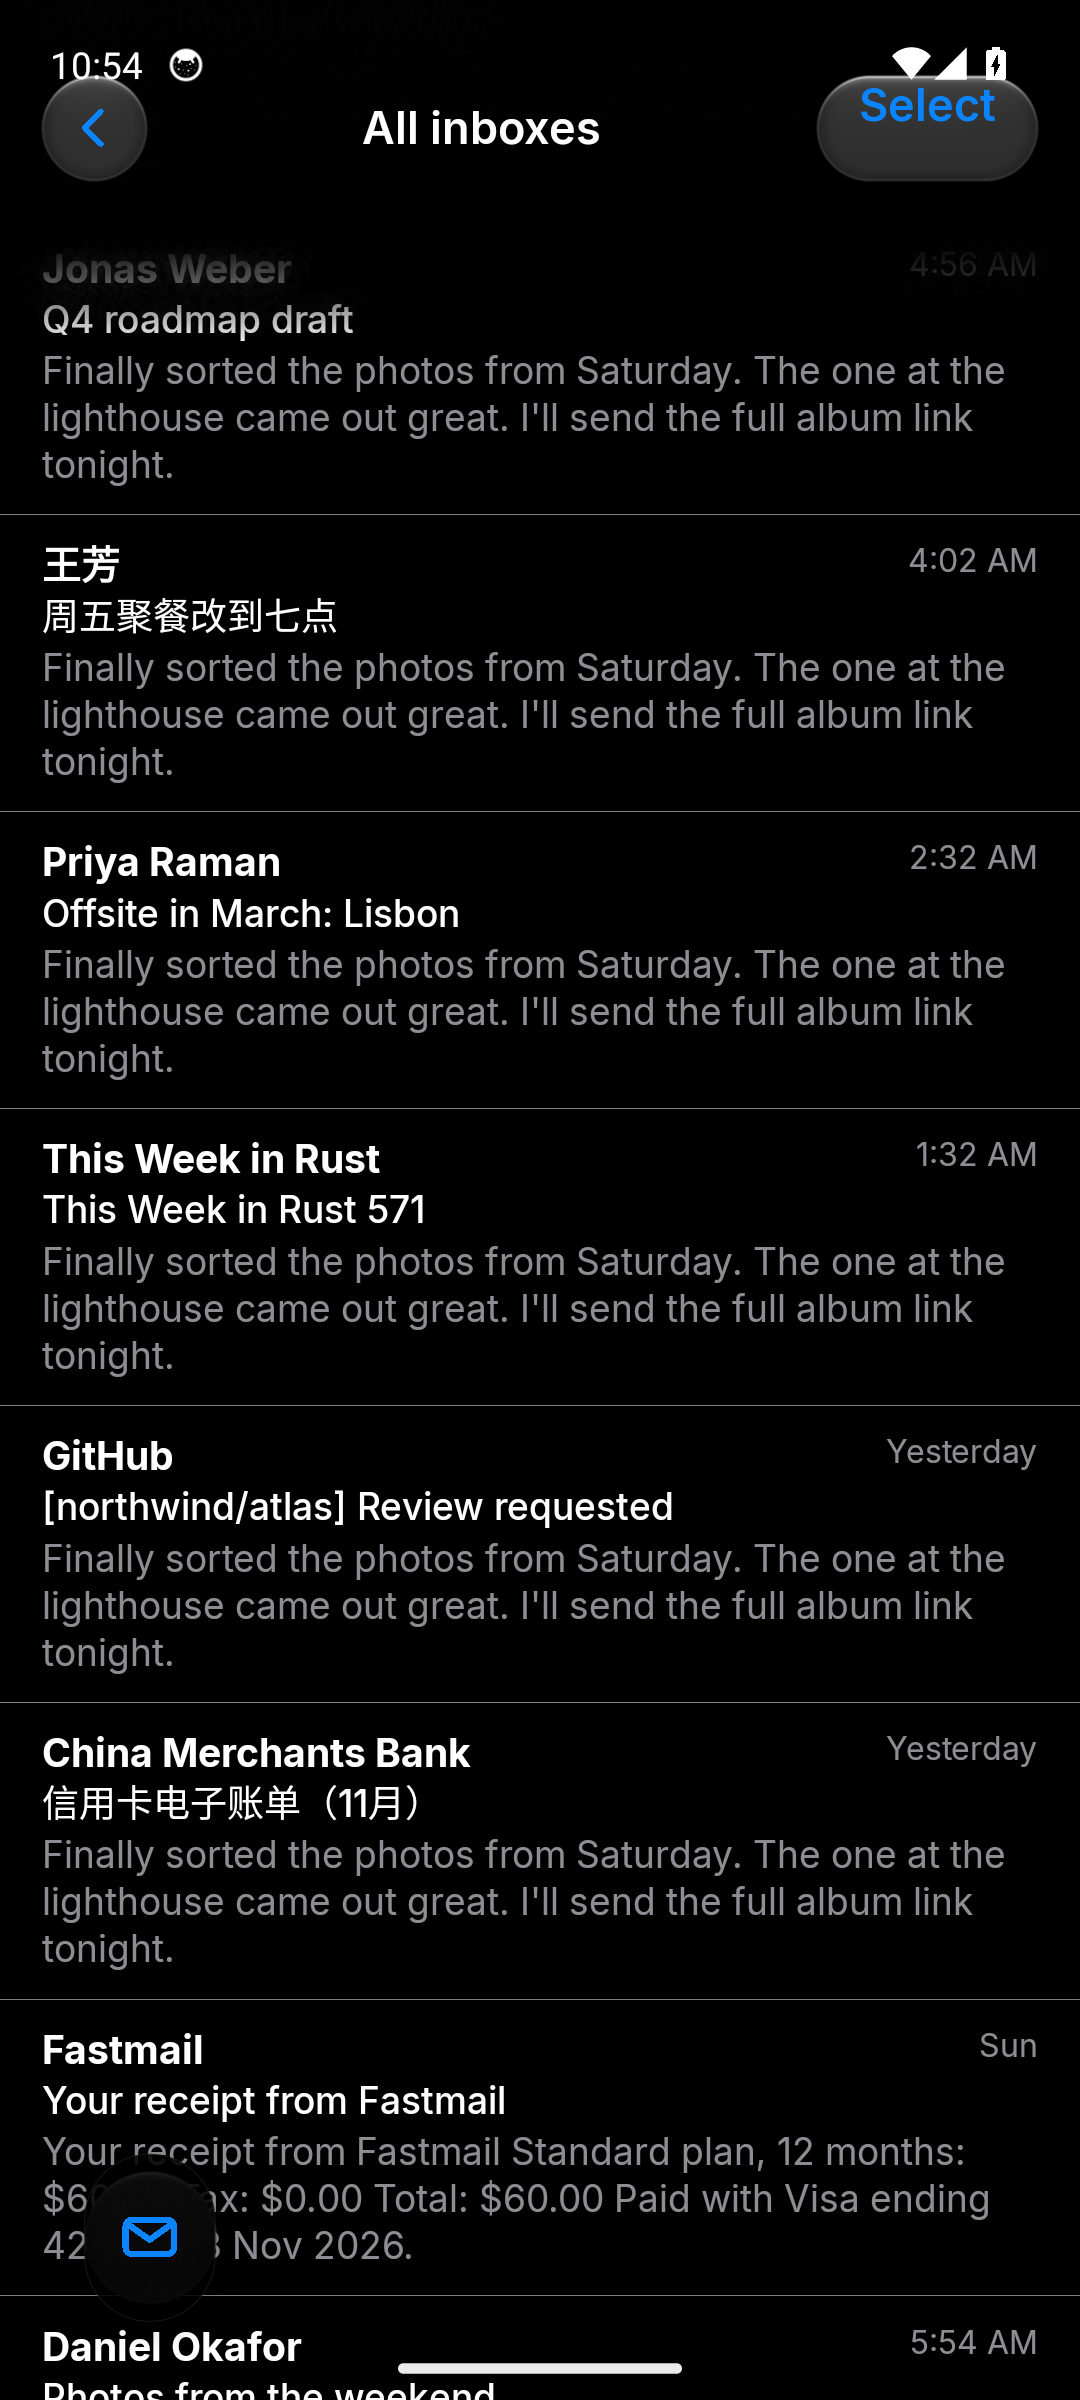 10:54
All inboxes
Select
Jonas Weber
4:56 AM
Q4 roadmap draft
Finally sorted the photos from Saturday. The one at the
lighthouse came out great. I'll send the full album link
tonight.
王芳
4:02 AM
周五聚餐改到七点
Finally sorted the photos from Saturday. The one at the
lighthouse came out great. I'll send the full album link
tonight.
Priya Raman
2:32 AM
Offsite in March: Lisbon
Finally sorted the photos from Saturday. The one at the
lighthouse came out great. I'll send the full album link
tonight.
This Week in Rust
1:32 AM
This Week in Rust 571
Finally sorted the photos from Saturday. The one at the
lighthouse came out great. I'll send the full album link
tonight.
GitHub
Yesterday
[northwind/atlas] Review requested
Finally sorted the photos from Saturday. The one at the
lighthouse came out great. I'll send the full album link
tonight.
China Merchants Bank
Yesterday
信用卡电子账单（11月）
Finally sorted the photos from Saturday. The one at the
lighthouse came out great. I'll send the full album link
tonight.
Fastmail
Sun
Your receipt from Fastmail
Your receipt from Fastmail Standard plan, 12 months:
$0.00 Total: $60.00 Paid with Visa ending
Nov 2026.
Daniel Okafor
5:54 AM
Photos from the weekend